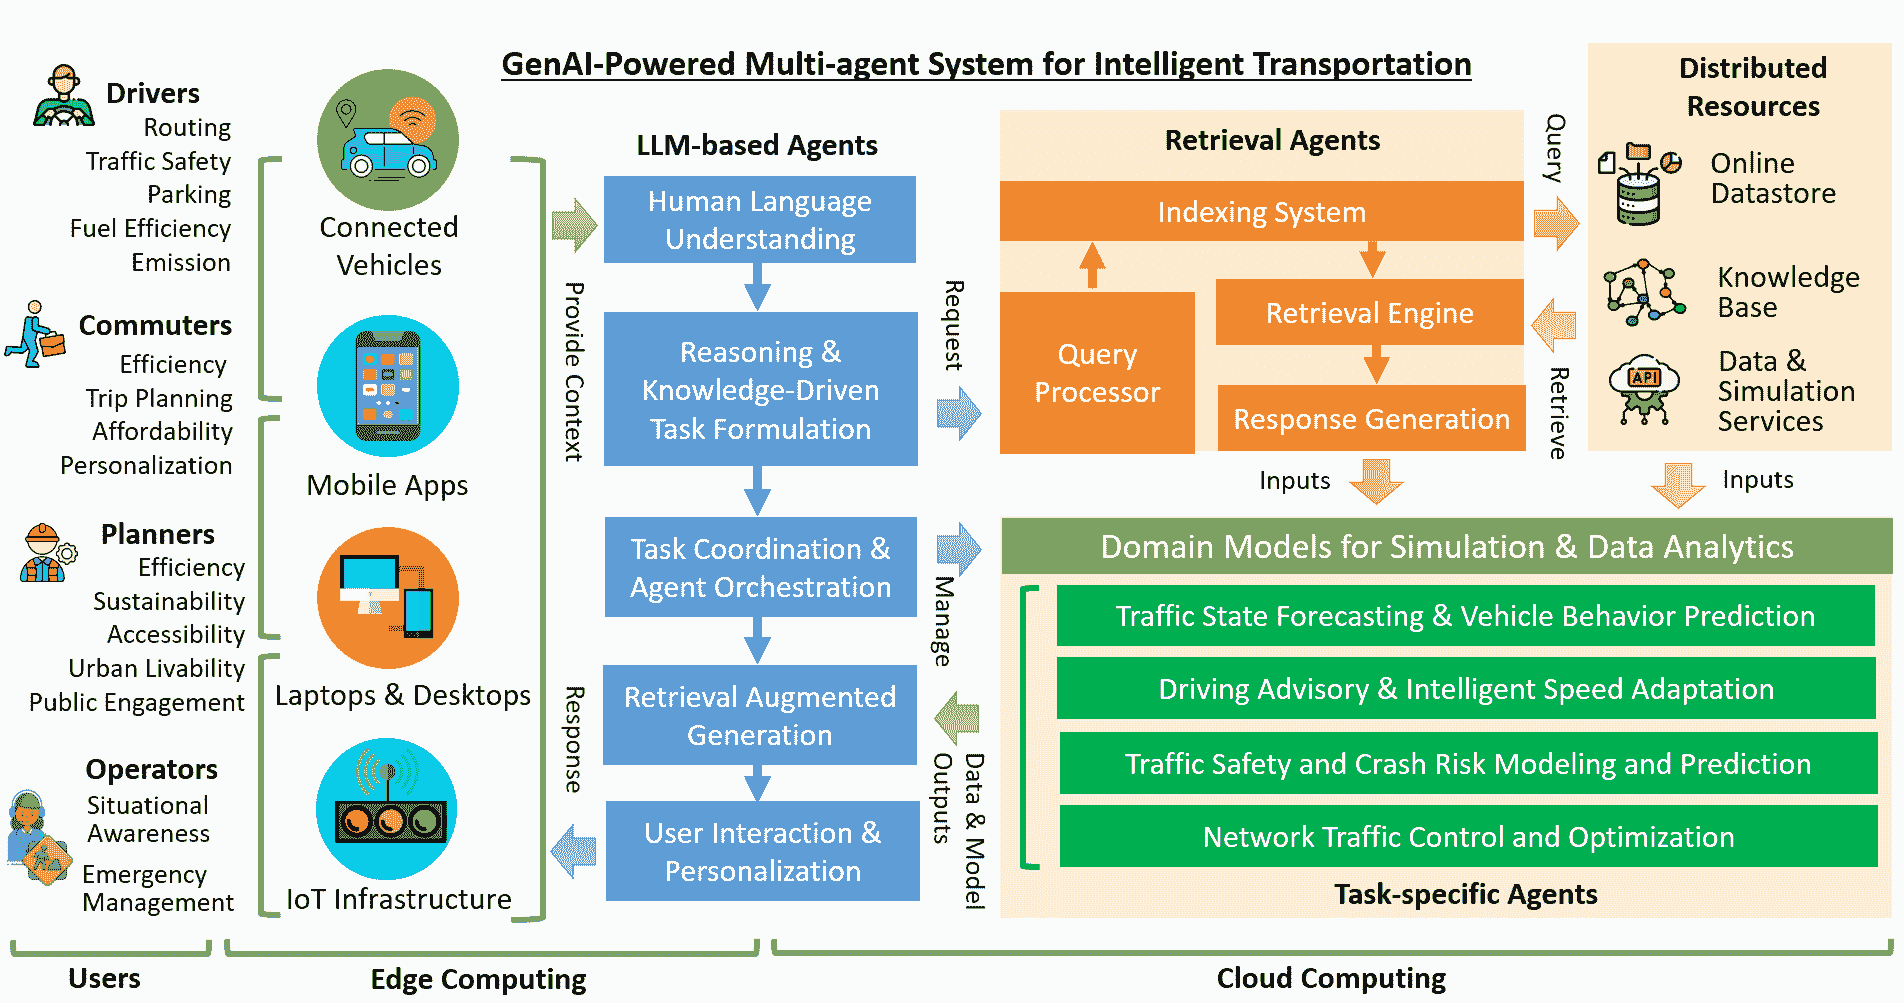 GenAI-Powered Multi-agent System for Intelligent Transportation
Drivers
Routing
Traffic Safety
Parking
Fuel Efficiency
Emission
Commuters
Efficiency
Trip Planning
Affordability
Personalization
Planners
Efficiency
Sustainability
Accessibility
Urban Livability
Public Engagement
Operators
Situational
Awareness
Emergency
Management
Connected
Vehicles
Mobile Apps
Laptops & Desktops
IoT Infrastructure
Provide Context
Response
LLM-based Agents
Human Language
Understanding
Reasoning &
Knowledge-Driven
Task Formulation
Task Coordination &
Agent Orchestration
Retrieval Augmented
Generation
User Interaction &
Personalization
Request
Manage
Data & Model
Outputs
Retrieval Agents
Indexing System
Query
Processor
Retrieval Engine
Response Generation
Query
Retrieve
Distributed
Resources
Online
Datastore
Knowledge
Base
API
Data &
Simulation
Services
Inputs
Inputs
Domain Models for Simulation & Data Analytics
Traffic State Forecasting & Vehicle Behavior Prediction
Driving Advisory & Intelligent Speed Adaptation
Traffic Safety and Crash Risk Modeling and Prediction
Network Traffic Control and Optimization
Task-specific Agents
Users
Edge Computing
Cloud Computing